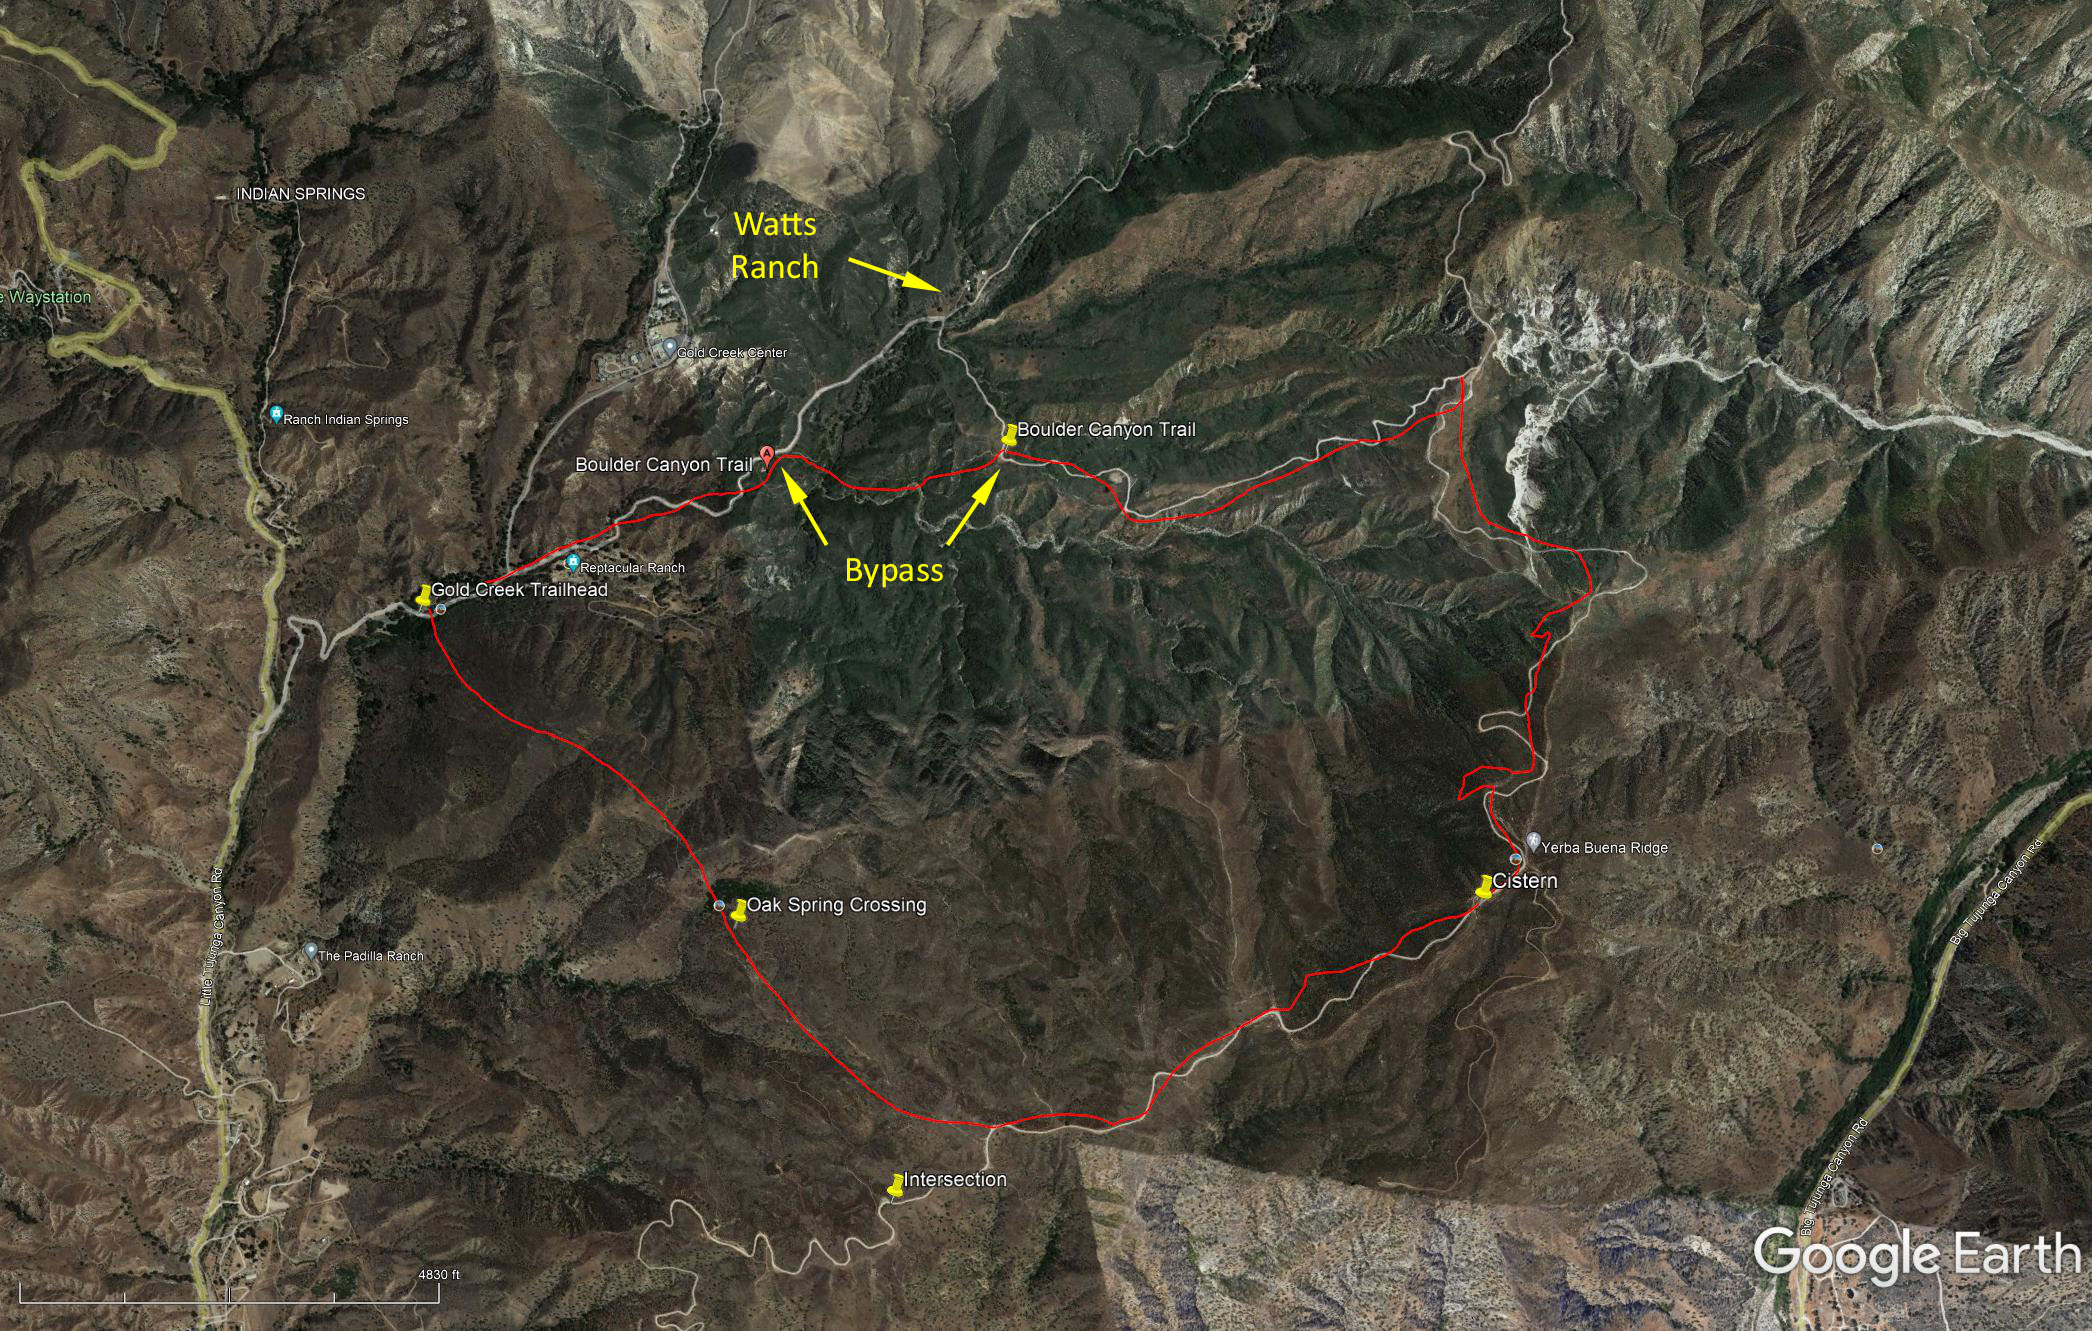 INDIAN SPRINGS
Watts
Ranch
e Waystation
Gold Creek Center
Ranch Indian Springs
Boulder Canyon Trail
A
Boulder Canyon Trail
Bypass
Reptacular Ranch
Gold Creek Trailhead
Yerba Buena Ridge
Cistern
Oak Spring Crossing
Big Tujunga Canyon Rd
Little Tujunga Canyon Rd
The Padilla Ranch
Intersection
Big Tujunga Canyon Rd
Google Earth
4830 ft